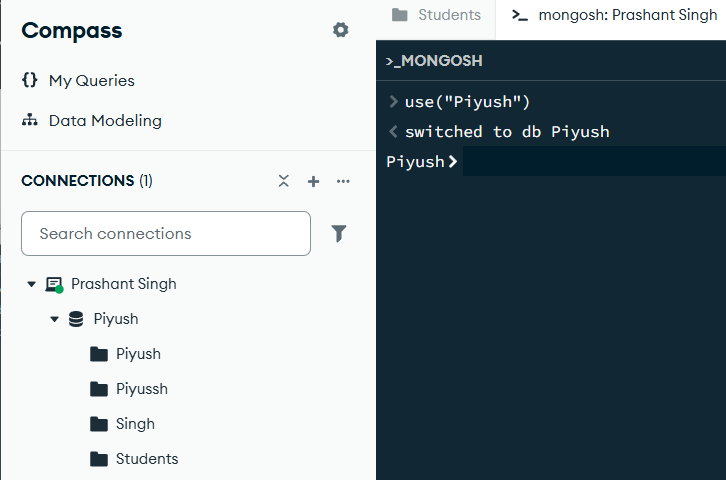 Compass
My Queries
Data Modeling
CONNECTIONS (1)
Search connections
Prashant Singh
Piyush
Piyush
Piyussh
Singh
Students
Students
mongosh: Prashant Singh
>_MONGOSH
use("Piyush")
switched to db Piyush
Piyush>